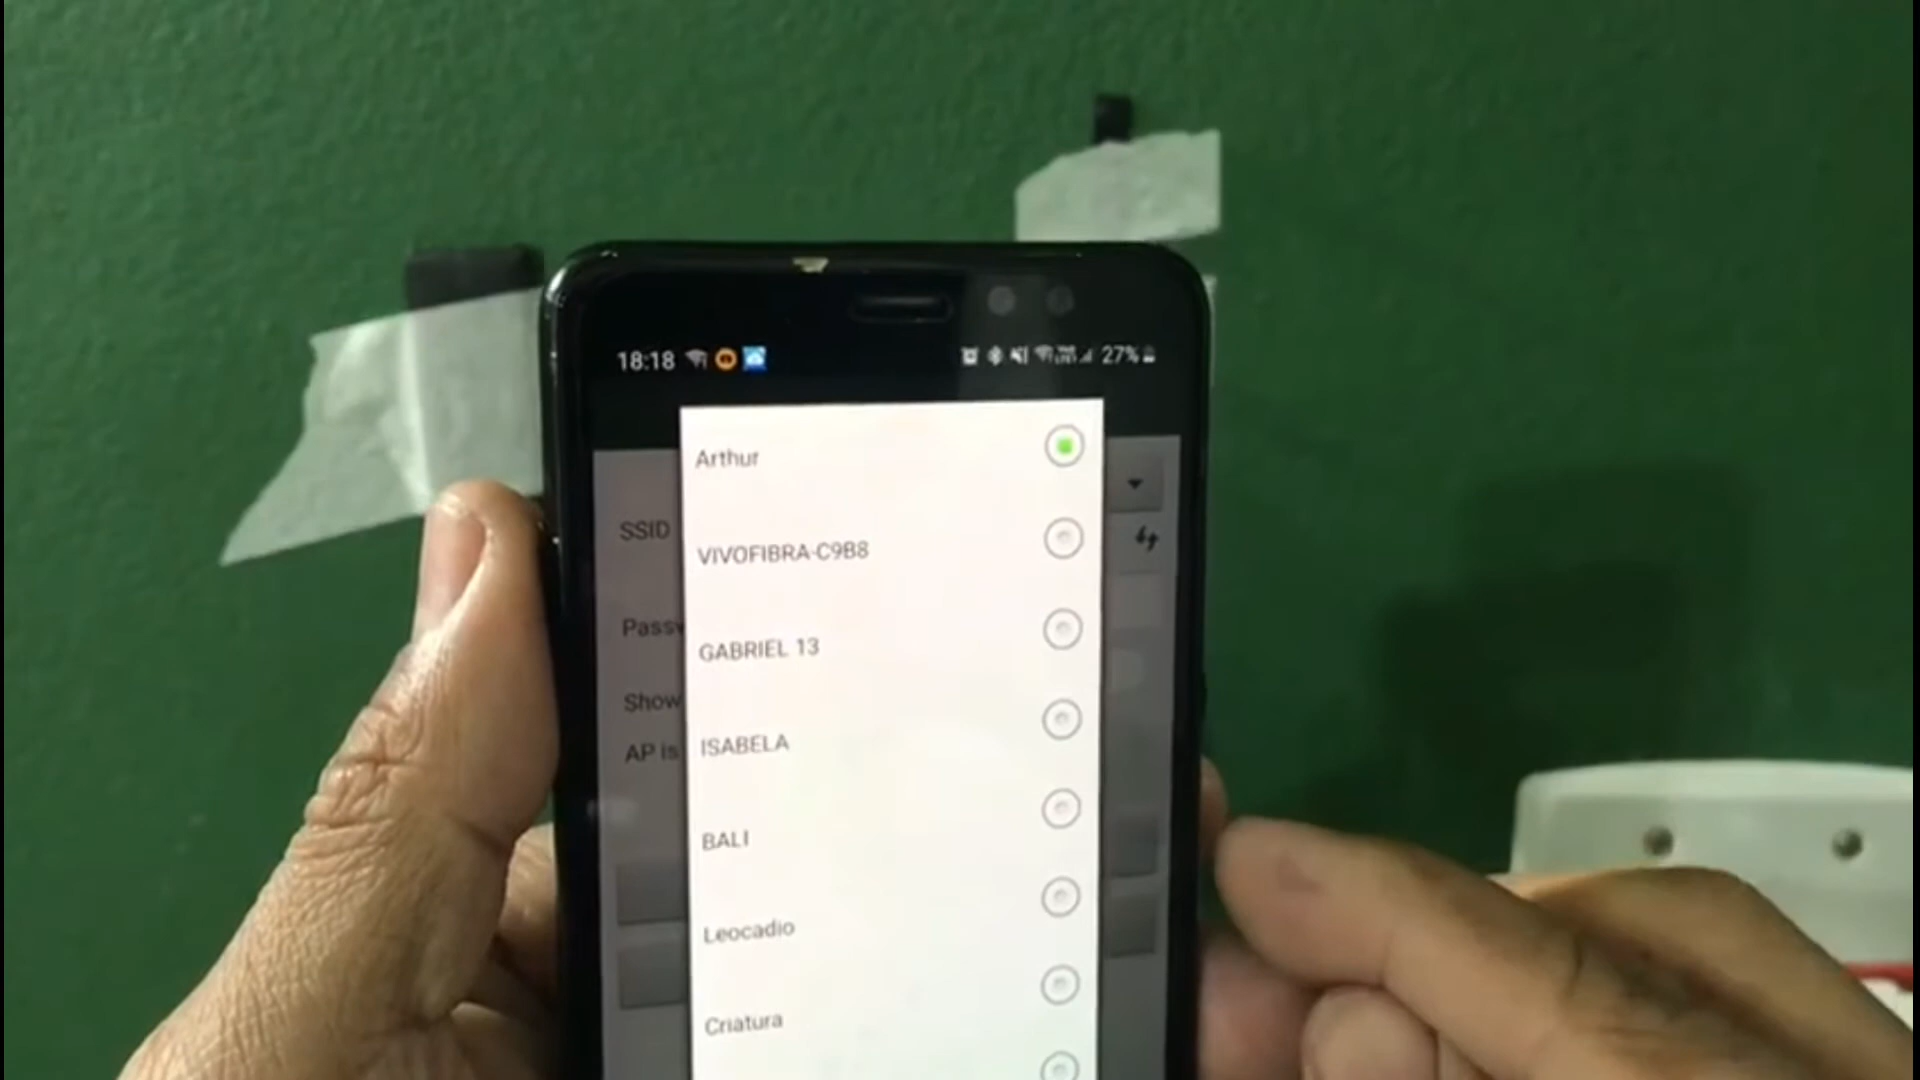 18:18 27%
Arthur
SSID
VIVOFIBRA-C9B8
Passw
GABRIEL 13
Show
ISABELA
AP is
BALI
Leocadio
Criatura